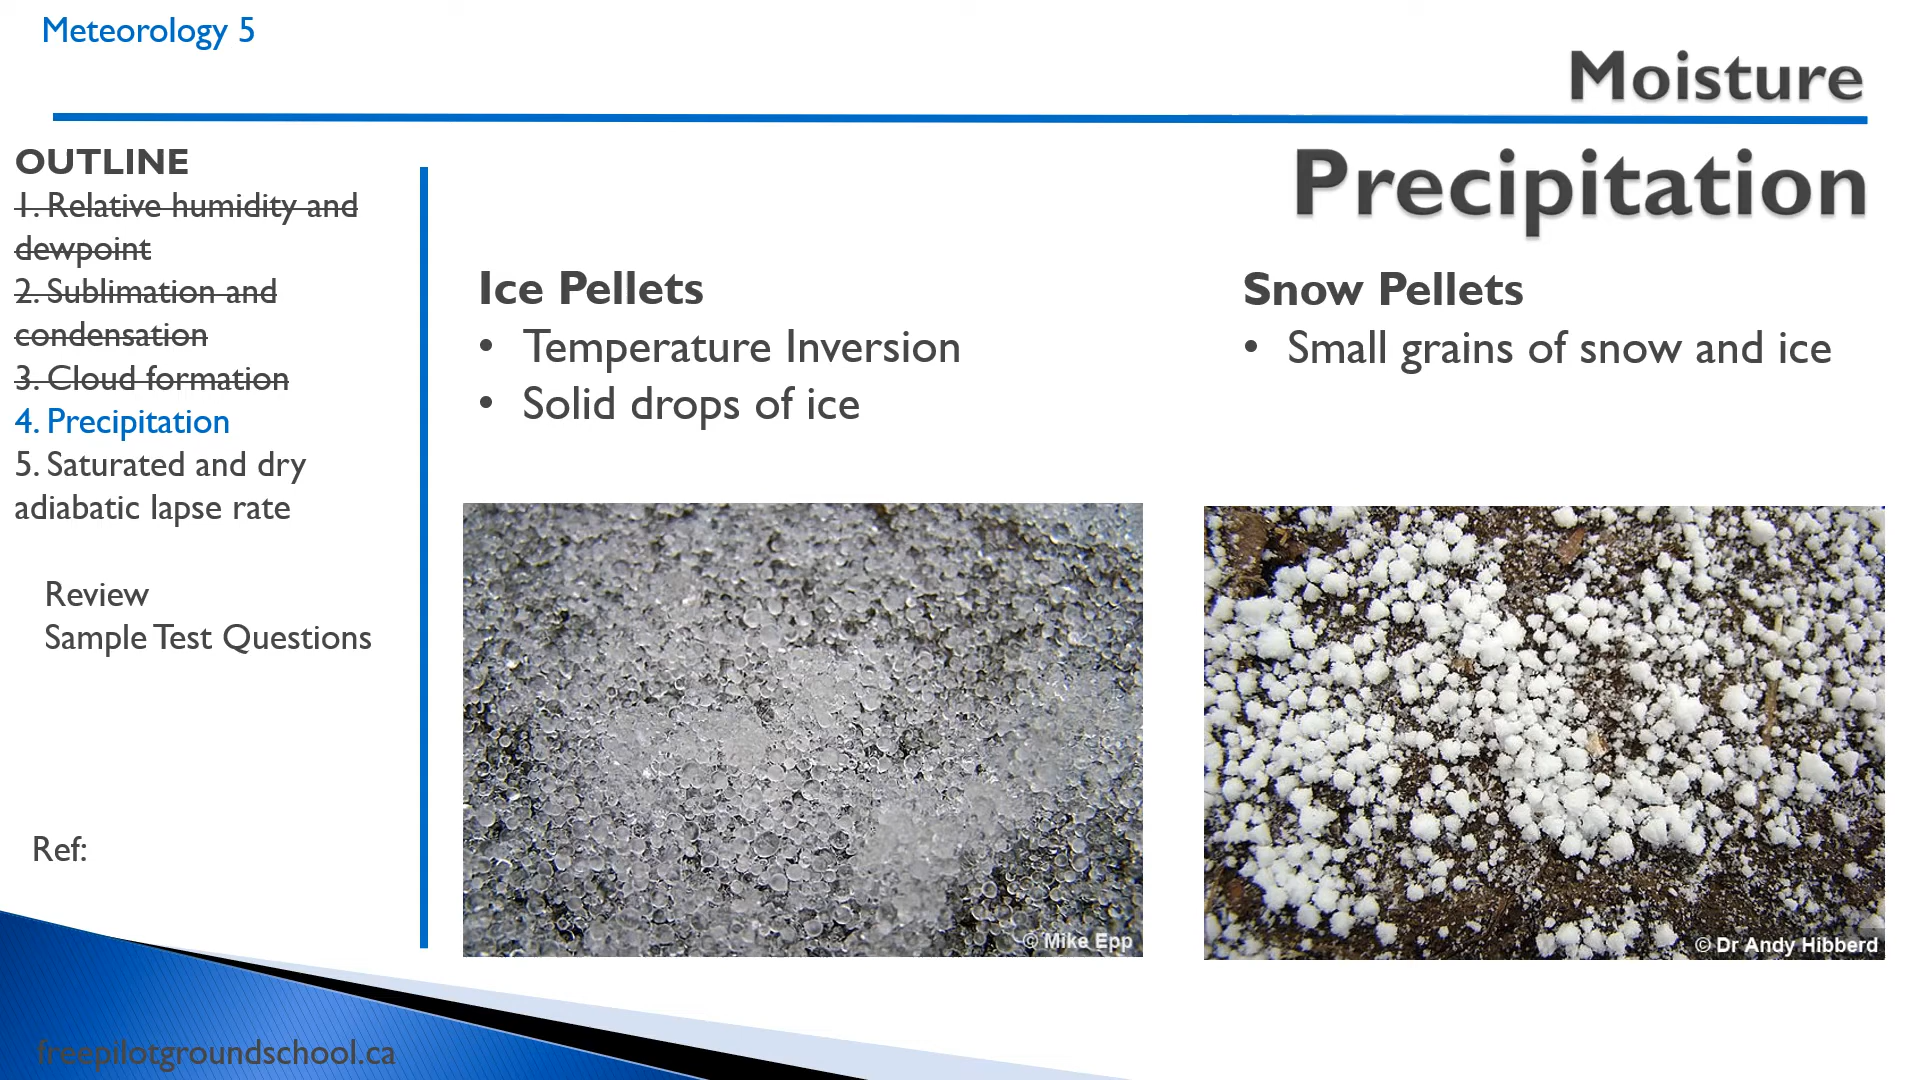 Meteorology 5
Moisture
OUTLINE
1. Relative humidity and
dewpoint
2. Sublimation and
condensation
3. Cloud formation
4. Precipitation
5. Saturated and dry
adiabatic lapse rate
Review
Sample Test Questions
Ref:
freepilotgroundschool.ca
Precipitation
Ice Pellets
• Temperature Inversion
• Solid drops of ice
© Mike Epp
Snow Pellets
• Small grains of snow and ice
© Dr Andy Hibberd